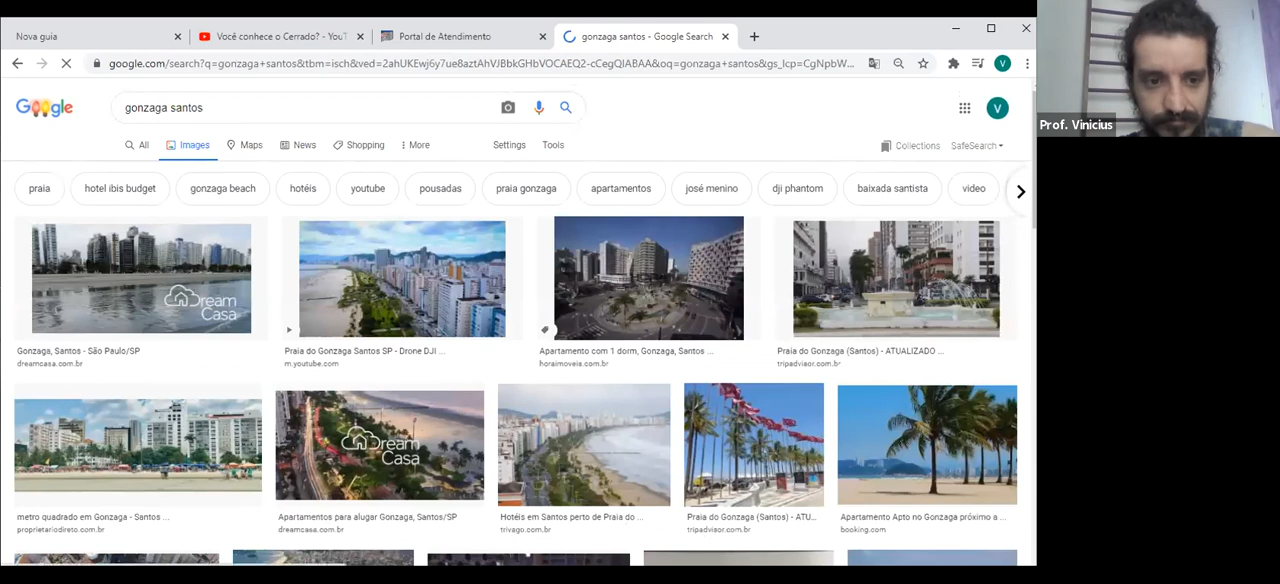 Nova guia
Você conhece o Cerrado? - YouT
Portal de Atendimento
gonzaga santos - Google Search
google.com/search?q=gonzaga+santos&tbm=isch&ved=2ahUKEwj6y7ue8aztAhVJBbkGHbVOCAEQ2-cCegQIABAA&oq=gonzaga+santos&gs_lcp=CgNpbW...
V
Prof. Vinicius
Google
gonzaga santos
V
All
Images
Maps
News
Shopping
More
Settings
Tools
Collections
SafeSearch
praia
hotel ibis budget
gonzaga beach
hotéis
youtube
pousadas
praia gonzaga
apartamentos
josé menino
dji phantom
baixada santista
video
Dream
Casa
Gonzaga, Santos - São Paulo/SP
dreamcasa.com.br
Praia do Gonzaga Santos SP - Drone DJI ...
m.youtube.com
Apartamento com 1 dorm, Gonzaga, Santos ...
horaimoveis.com.br
Praia do Gonzaga (Santos) - ATUALIZADO ...
tripadvisor.com.br
Dream
Casa
metro quadrado em Gonzaga - Santos ...
proprietariodireto.com.br
Apartamentos para alugar Gonzaga, Santos/SP
dreamcasa.com.br
Hotéis em Santos perto de Praia do ...
trivago.com.br
Praia do Gonzaga (Santos) - ATU...
tripadvisor.com.br
Apartamento Apto no Gonzaga próximo a ...
booking.com